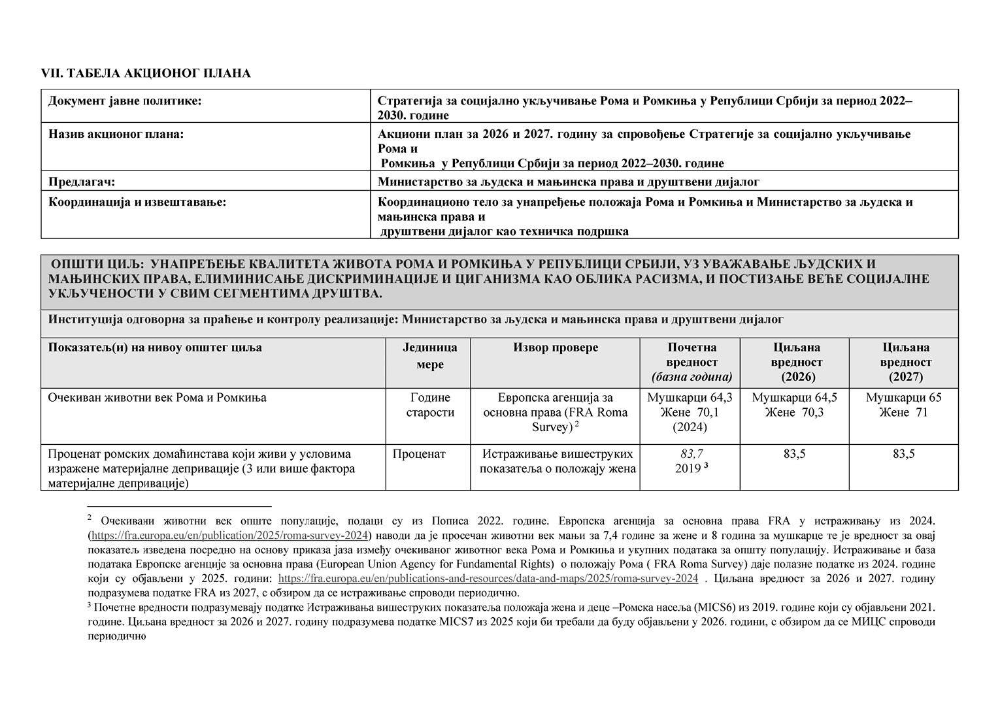 VII. ТАБЕЛА АКЦИОНОГ ПЛАНА
Документ јавне политике:
Стратегија за социјално укључивање Рома и Ромкиња у Републици Србији за период 2022–
2030. године
Назив акционог плана:
Акциони план за 2026 и 2027. годину за спровођење Стратегије за социјално укључивање
Рома и
Ромкиња у Републици Србији за период 2022–2030. године
Предлагач:
Министарство за људска и мањинска права и друштвени дијалог
Координација и извештавање:
Координационо тело за унапређење положаја Рома и Ромкиња и Министарство за људска и
мањинска права и
друштвени дијалог као техничка подршка
ОПШТИ ЦИЉ: УНАПРЕЂЕЊЕ КВАЛИТЕТА ЖИВОТА РОМА И РОМКИЊА У РЕПУБЛИЦИ СРБИЈИ, УЗ УВАЖАВАЊЕ ЉУДСКИХ И
МАЊИНСКИХ ПРАВА, ЕЛИМИНИСАЊЕ ДИСКРИМИНАЦИЈЕ И ЦИГАНИЗМА КАО ОБЛИКА РАСИЗМА, И ПОСТИЗАЊЕ ВЕЋЕ СОЦИЈАЛНЕ
УКЉУЧЕНОСТИ У СВИМ СЕГМЕНТИМА ДРУШТВА.
Институција одговорна за праћење и контролу реализације: Министарство за људска и мањинска права и друштвени дијалог
Показатељ(и) на нивоу општег циља
Јединица
мере
Извор провере
Почетна
вредност
(базна година)
Циљана
вредност
(2026)
Циљана
вредност
(2027)
Очекиван животни век Рома и Ромкиња
Године
старости
Европска агенција за
основна права (FRA Roma
Survey) 2
Мушкарци 64,3
Жене 70,1
(2024)
Мушкарци 64,5
Жене 70,3
Мушкарци 65
Жене 71
Проценат ромских домаћинстава који живи у условима
изражене материјалне депривације (3 или више фактора
материјалне депривације)
Проценат
Истраживање вишеструких
показатеља о положају жена
83,7
2019 3
83,5
83,5
2 Очекивани животни век опште популације, подаци су из Пописа 2022. године. Европска агенција за основна права FRA у истраживању из 2024.
(https://fra.europa.eu/en/publication/2025/roma-survey-2024) наводи да је просечан животни век мањи за 7,4 године за жене и 8 година за мушкарце те је вредност за овај
показатељ изведена посредно на основу приказа јаза између очекиваног животног века Рома и Ромкиња и укупних података за општу популацију. Истраживање и база
података Европске агенције за основна права (European Union Agency for Fundamental Rights) о положају Рома ( FRA Roma Survey) даје полазне податке из 2024. године
који су објављени у 2025. години: https://fra.europa.eu/en/publications-and-resources/data-and-maps/2025/roma-survey-2024 . Циљана вредност за 2026 и 2027. годину
подразумева податке FRA из 2027, с обзиром да се истраживање спроводи периодично.
3 Почетне вредности подразумевају податке Истраживања вишеструких показатеља положаја жена и деце –Ромска насеља (MICS6) из 2019. године који су објављени 2021.
године. Циљана вредност за 2026 и 2027. годину подразумева податке MICS7 из 2025 који би требали да буду објављени у 2026. години, с обзиром да се МИЦС спроводи
периодично